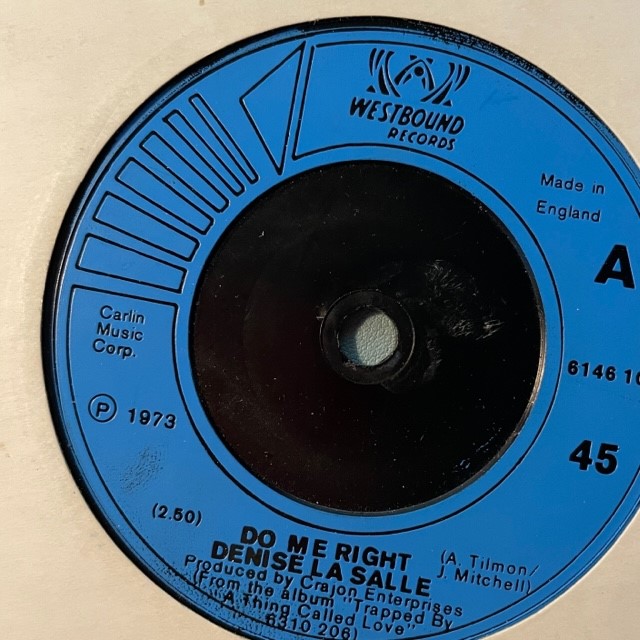 WESTBOUND
RECORDS
Made in
England
A
Carlin
Music
Corp.
6146 10
℗ 1973
45
(2.50)
DO ME RIGHT
DENISE LA SALLE
(A. Tilmon/
J. Mitchell)
Produced by Crajon Enterprises
(From the album "Trapped By
A Thing Called Love"
6310 206)